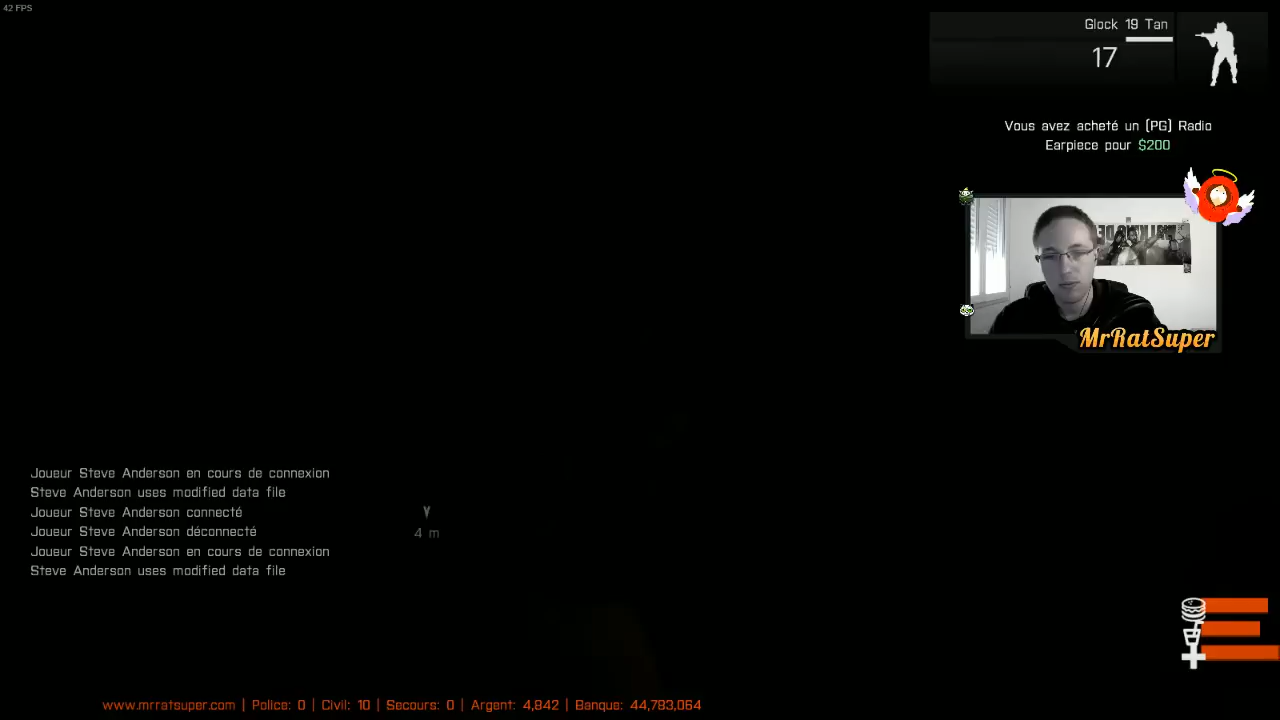 42 FPS
Glock 19 Tan
17
Vous avez acheté un (PG) Radio
Earpiece pour $200
MrRatSuper
Joueur Steve Anderson en cours de connexion
Steve Anderson uses modified data file
Joueur Steve Anderson connecté
Joueur Steve Anderson déconnecté
4 m
Joueur Steve Anderson en cours de connexion
Steve Anderson uses modified data file
www.mrratsuper.com | Police: 0 | Civil: 10 | Secours: 0 | Argent: 4,842 | Banque: 44,793,064